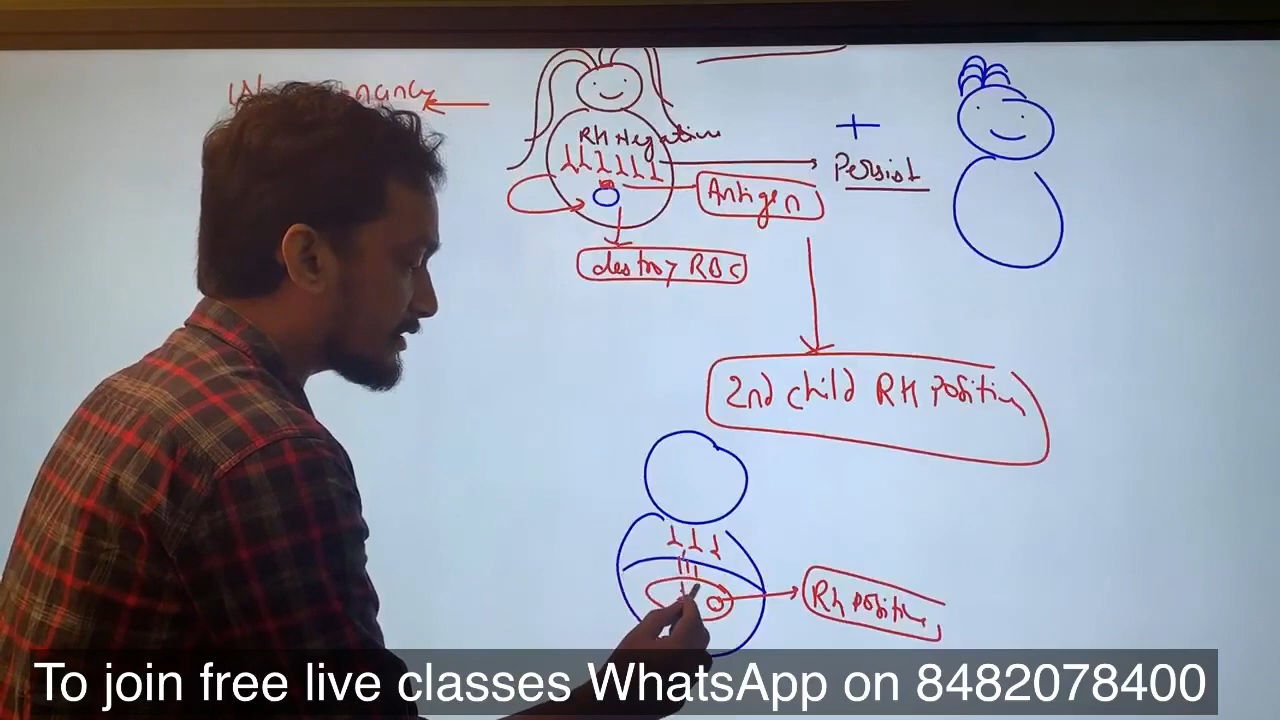 RH Negative
Persist
Antigen
destroy RBC
2nd child RH Positive
Rh Positive
To join free live classes WhatsApp on 8482078400